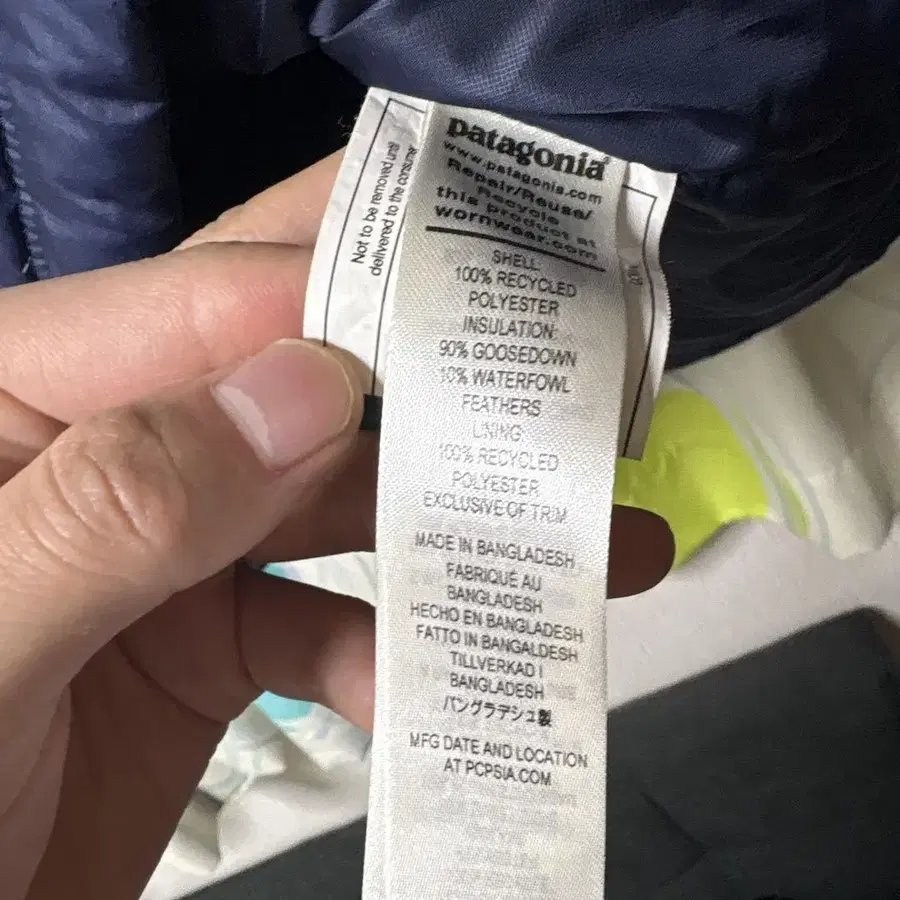 Not to be removed until
delivered to the consumer
patagonia®
www.patagonia.com
Repair/Reuse/
Recycle
this product at
wornwear.com
SHELL:
100% RECYCLED
POLYESTER
INSULATION:
90% GOOSEDOWN
10% WATERFOWL
FEATHERS
LINING:
100% RECYCLED
POLYESTER
EXCLUSIVE OF TRIM
MADE IN BANGLADESH
FABRIQUÉ AU
BANGLADESH
HECHO EN BANGLADESH
FATTO IN BANGALDESH
TILLVERKAD I
BANGLADESH
バングラデシュ製
MFG DATE AND LOCATION
AT PCPSIA.COM